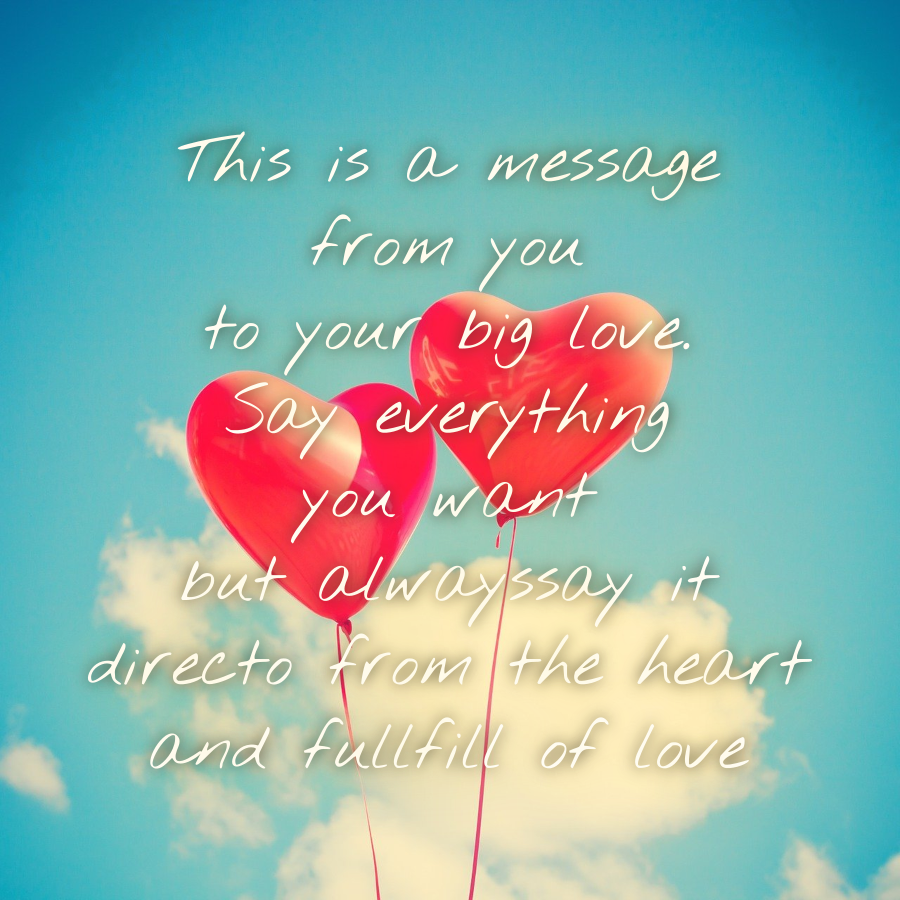 This is a message
from you
to your big love.
Say everything
you want
but alwayssay it
directo from the heart
and fullfill of love